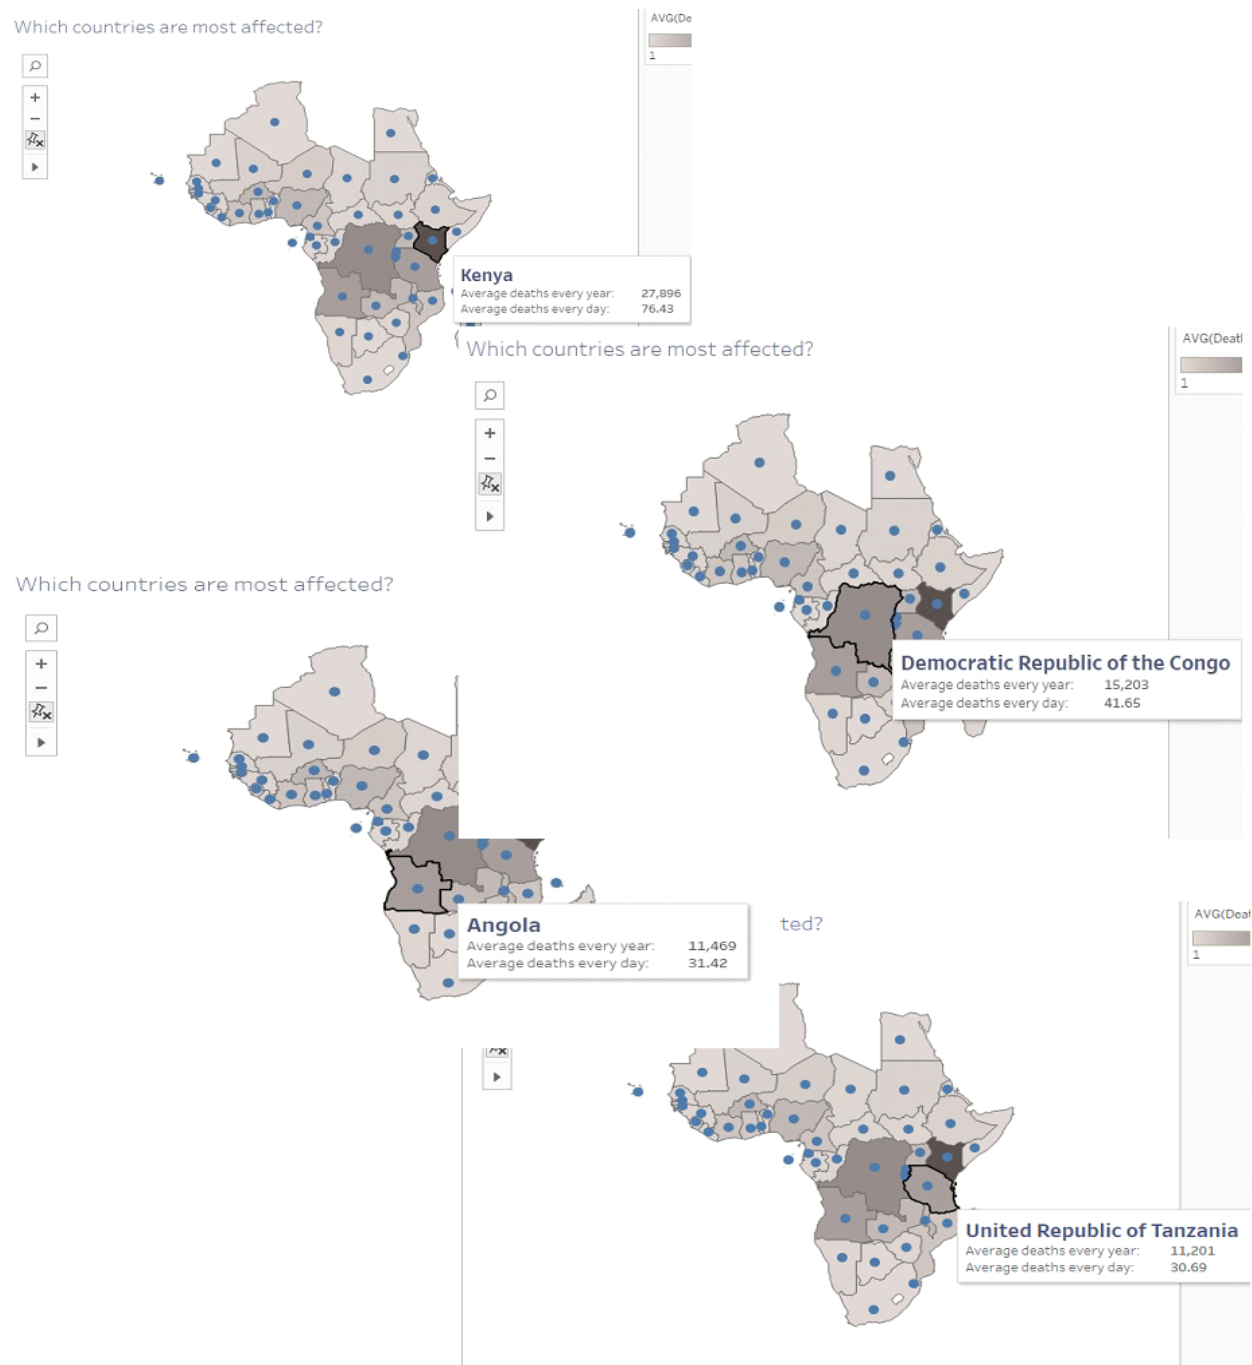 Which countries are most affected?
AVG(De
1
Kenya
Average deaths every year: 27,896
Average deaths every day: 76.43
Which countries are most affected?
AVG(Deatl
1
Democratic Republic of the Congo
Average deaths every year: 15,203
Average deaths every day: 41.65
Which countries are most affected?
Angola
Average deaths every year: 11,469
Average deaths every day: 31.42
ted?
AVG(Deat
1
United Republic of Tanzania
Average deaths every year: 11,201
Average deaths every day: 30.69